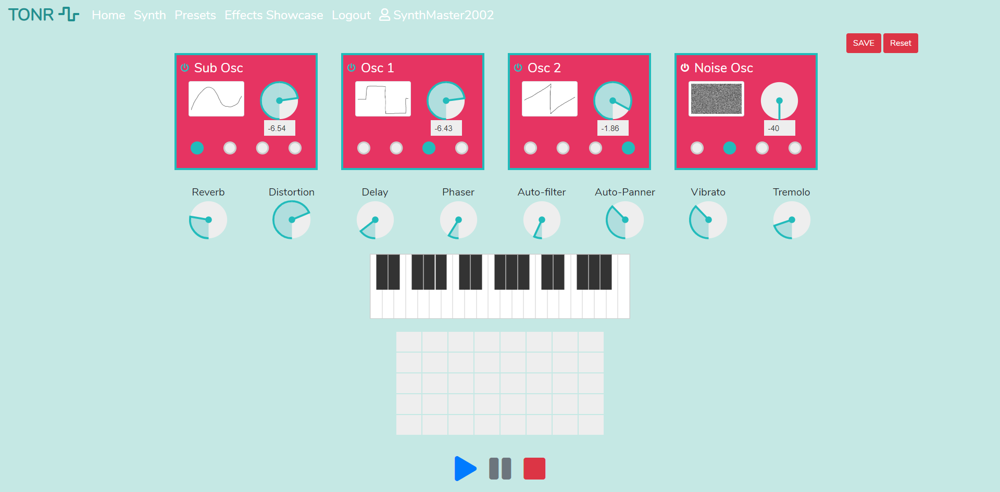 TONR Home Synth Presets Effects Showcase Logout SynthMaster2002
SAVE Reset
Sub Osc
-6.54
Osc 1
-6.43
Osc 2
-1.86
Noise Osc
-40
Reverb Distortion Delay Phaser Auto-filter Auto-Panner Vibrato Tremolo